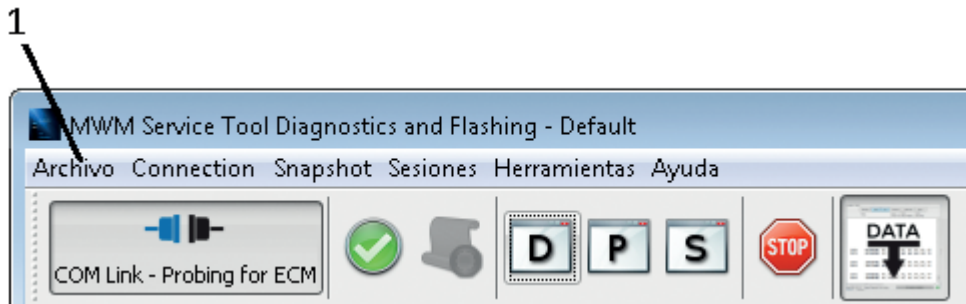 1
MWM Service Tool Diagnostics and Flashing - Default
Archivo Connection Snapshot Sesiones Herramientas Ayuda
COM Link - Probing for ECM D P S STOP DATA